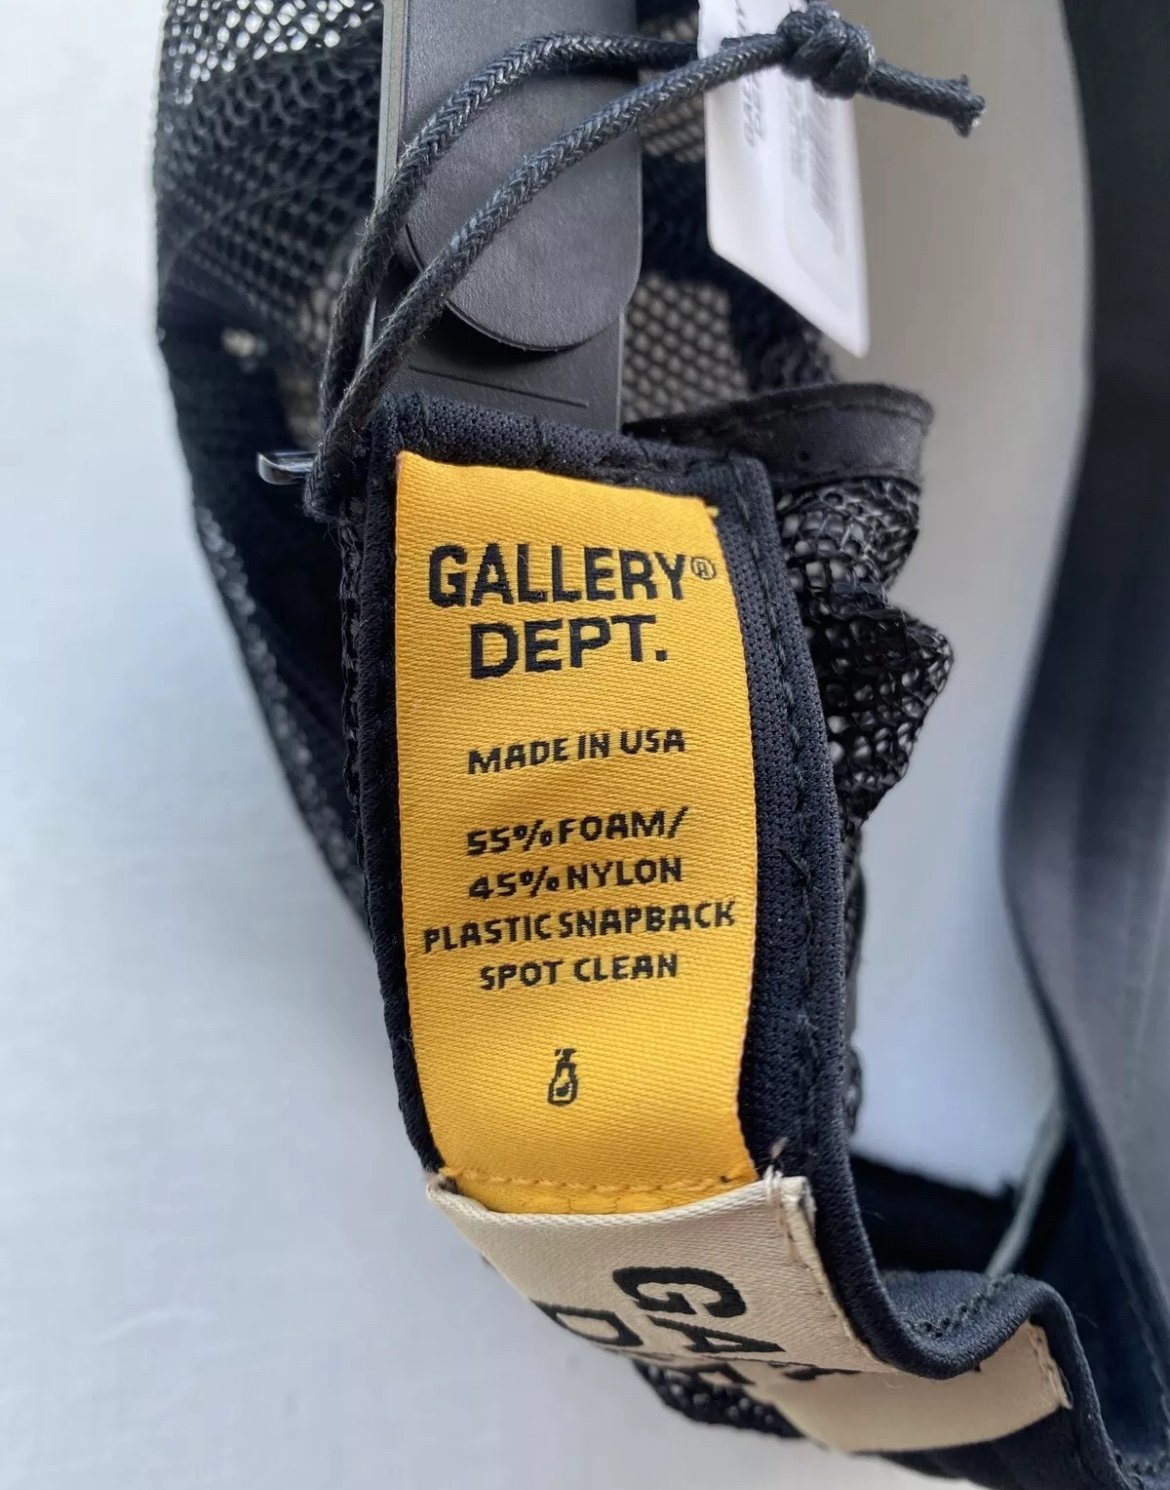 GALLERY®
DEPT.
MADE IN USA
55% FOAM/
45% NYLON
PLASTIC SNAPBACK
SPOT CLEAN